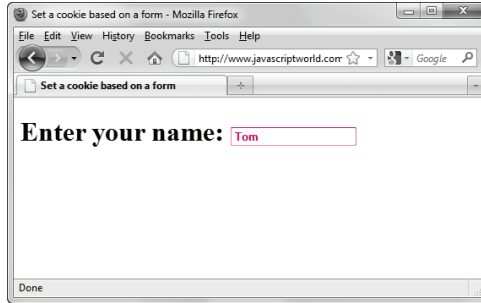 Set a cookie based on a form - Mozilla Firefox
File Edit View History Bookmarks Tools Help
http://www.javascriptworld.com Google
Set a cookie based on a form
Enter your name: Tom
Done